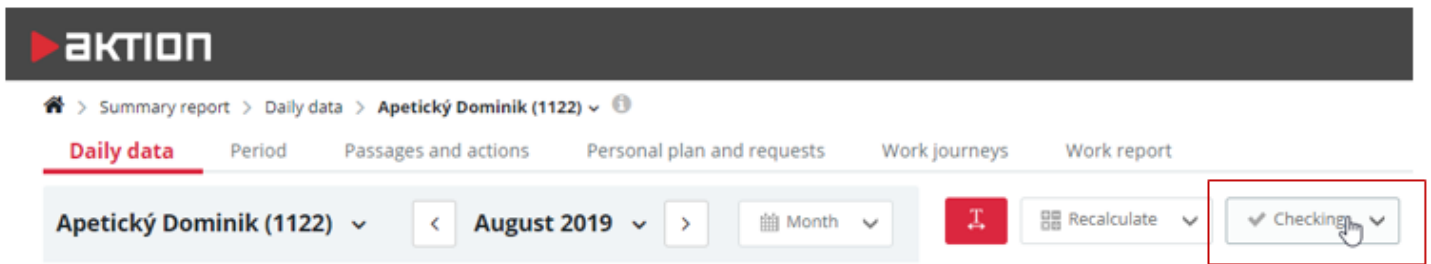 aktion
> Summary report > Daily data > Apetický Dominik (1122)
Daily data Period Passages and actions Personal plan and requests Work journeys Work report
Apetický Dominik (1122) < August 2019 > Month T Recalculate Checking